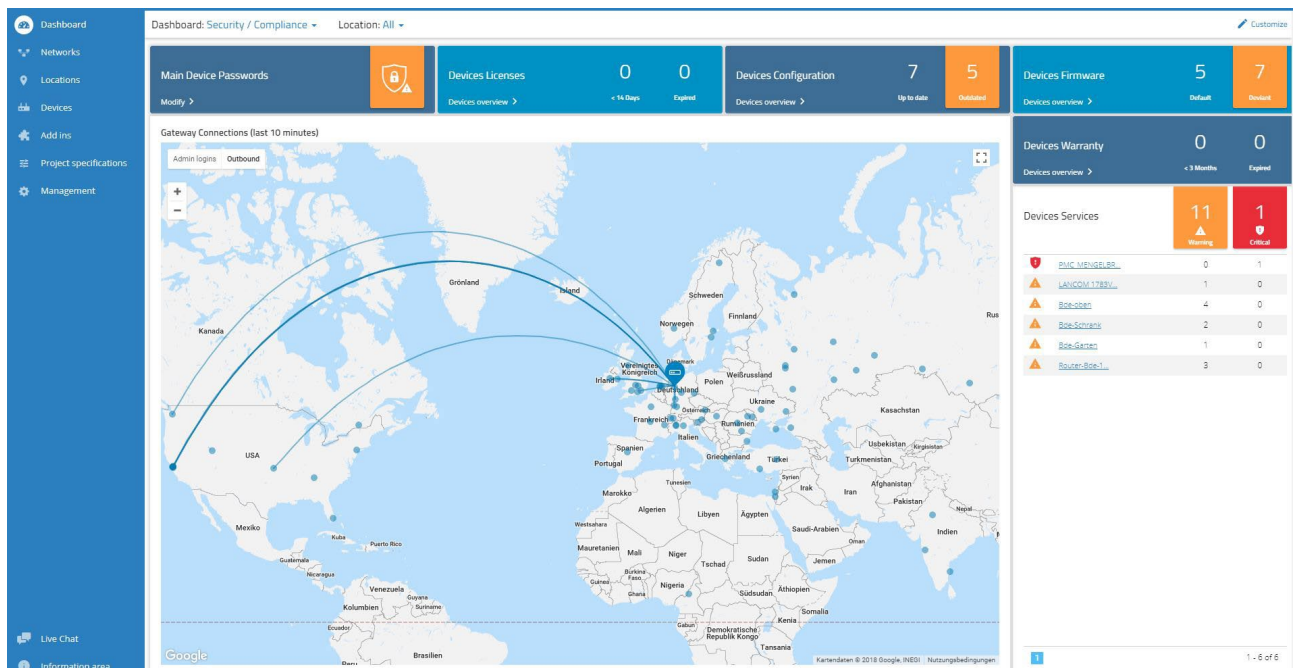 Dashboard
Networks
Locations
Devices
Add ins
Project specifications
Management
Live Chat
Information area
Dashboard: Security / Compliance
Location: All
Customize
Main Device Passwords
Modify >
Devices Licenses
Devices overview >
0
< 14 Days
0
Expired
Devices Configuration
Devices overview >
7
Up to date
5
Outdated
Devices Firmware
Devices overview >
5
Default
7
Deviant
Gateway Connections (last 10 minutes)
Admin logins Outbound
+
−
Grönland
Island
Schweden
Norwegen
Finnland
Rus
Kanada
Vereinigtes
Königreich
Dänemark
Irland
Deutschland
Polen
Weißrussland
Ukraine
Österreich
Frankreich
Rumänien
Kasachstan
Italien
USA
Spanien
Portugal
Griechenland
Türkei
Usbekistan
Kirgisistan
Turkmenistan
Tunesien
Syrien
Irak
Iran
Afghanistan
Pakistan
Marokko
Algerien
Libyen
Ägypten
Nepal
Westsahara
Saudi-Arabien
Indien
Mexiko
Kuba
Puerto Rico
Oman
Mauretanien
Mali
Niger
Tschad
Sudan
Jemen
Guatemala
Nicaragua
Burkina
Faso
Guinea
Nigeria
Ghana
Südsudan
Äthiopien
Venezuela
Guyana
Kolumbien
Suriname
Somalia
Ecuador
Gabun
Kenia
Demokratische
Republik Kongo
Tansania
Brasilien
Peru
Google
Kartendaten © 2018 Google, INEGI
Nutzungsbedingungen
Devices Warranty
Devices overview >
0
< 3 Months
0
Expired
Devices Services
11
Warning
1
Critical
PMC_MENGELBR... 0 1
LANCOM 1783V... 1 0
Bde-oben 4 0
Bde-Schrank 2 0
Bde-Garten 1 0
Router-Bde-1... 3 0
1
1 - 6 of 6